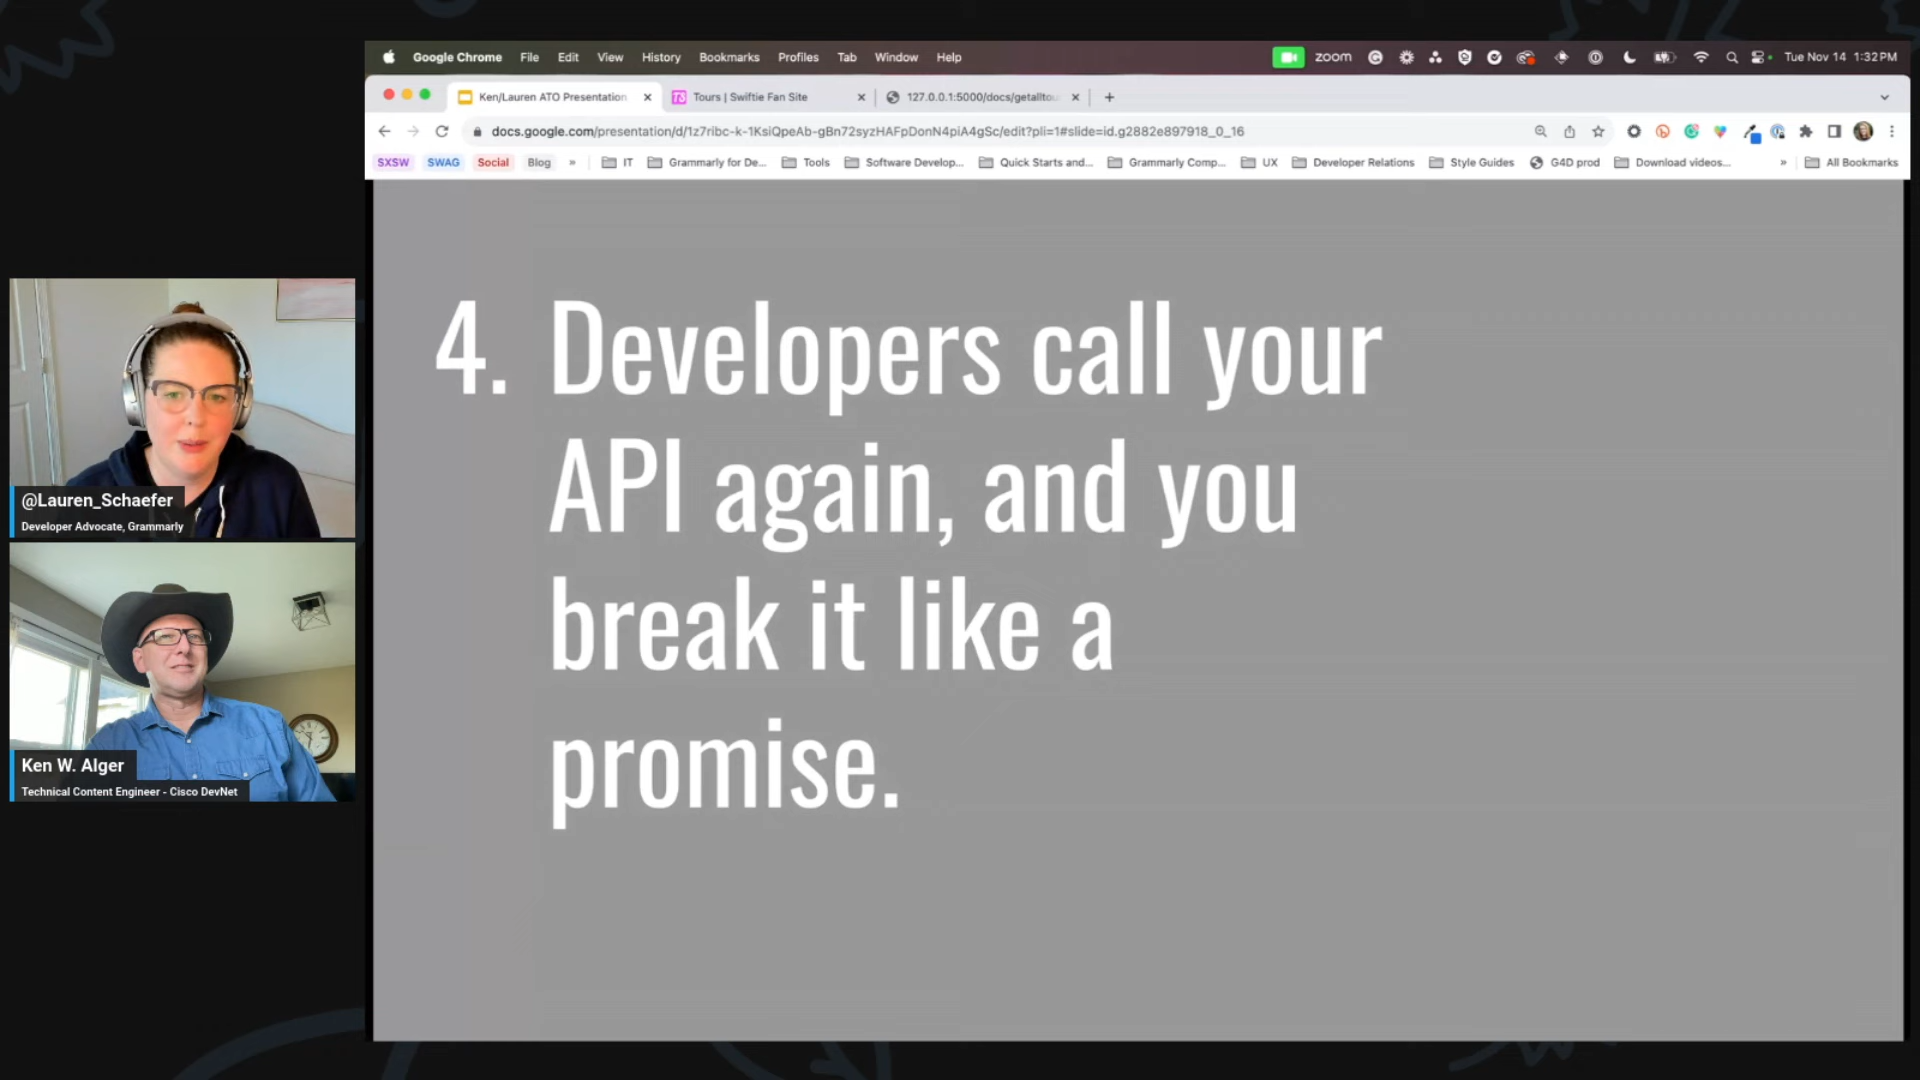 Google Chrome File Edit View History Bookmarks Profiles Tab Window Help zoom Tue Nov 14 1:32 PM
Ken/Lauren ATO Presentation Tours | Swiftie Fan Site 127.0.0.1:5000/docs/getalltou
docs.google.com/presentation/d/1z7ribc-k-1KsiQpeAb-gBn72syzHAFpDonN4piA4gSc/edit?pli=1#slide=id.g2882e897918_0_16
SXSW SWAG Social Blog » IT Grammarly for De... Tools Software Develop... Quick Starts and... Grammarly Comp... UX Developer Relations Style Guides G4D prod Download videos... » All Bookmarks
4. Developers call your
API again, and you
break it like a
promise.
@Lauren_Schaefer
Developer Advocate, Grammarly
Ken W. Alger
Technical Content Engineer - Cisco DevNet